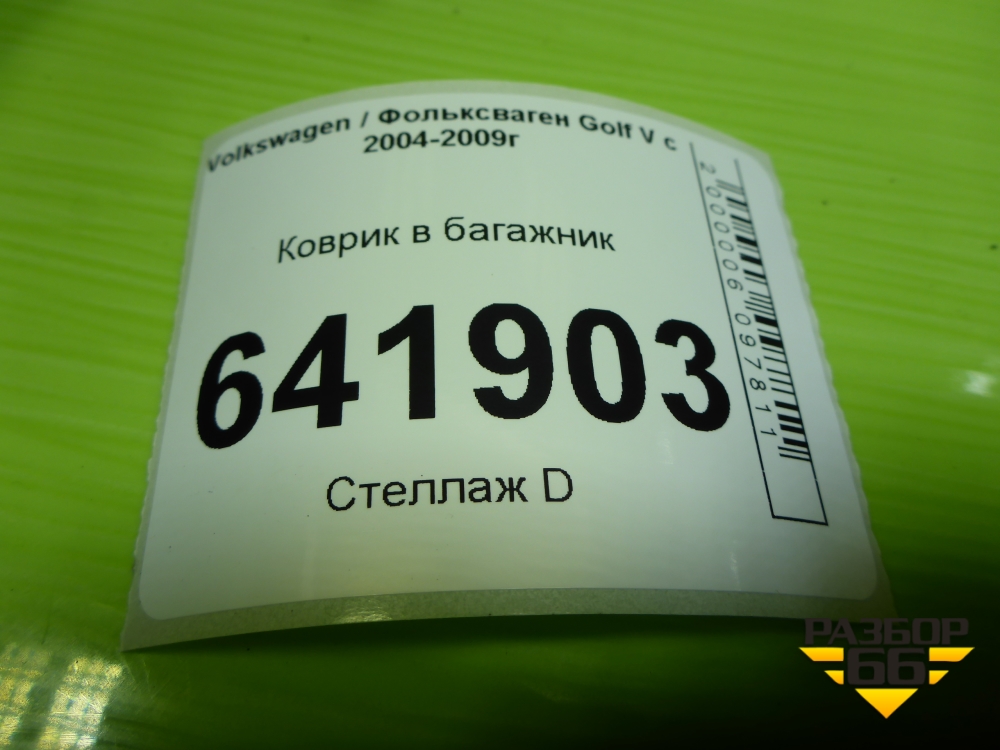 Volkswagen / Фольксваген Golf V с
2004-2009г
Коврик в багажник
641903
Стеллаж D
2000006097811
РАЗБОР
66